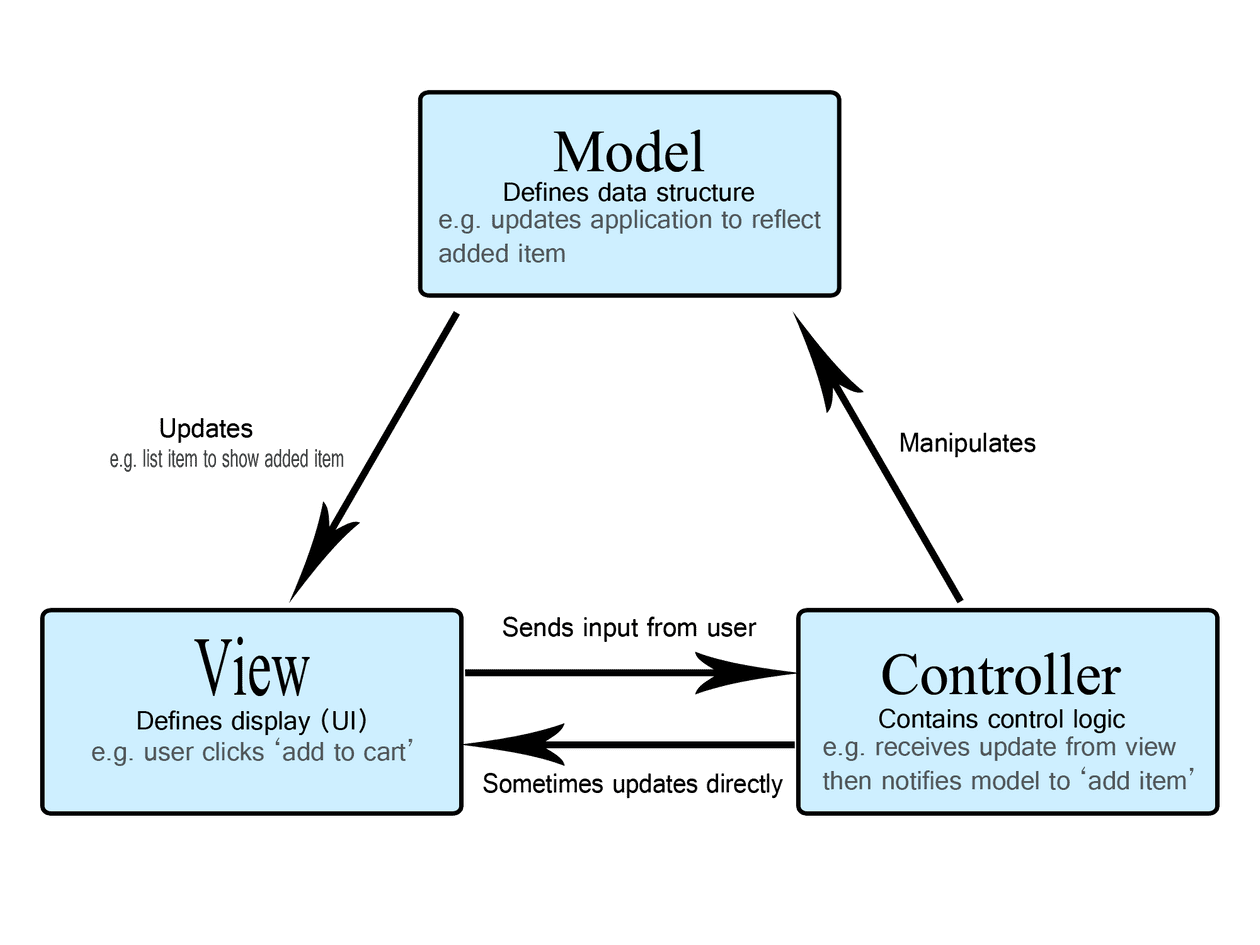 Model
Defines data structure
e.g. updates application to reflect
added item
Updates
e.g. list item to show added item
Manipulates
View
Defines display (UI)
e.g. user clicks ‘add to cart’
Sends input from user
Sometimes updates directly
Controller
Contains control logic
e.g. receives update from view
then notifies model to ‘add item’